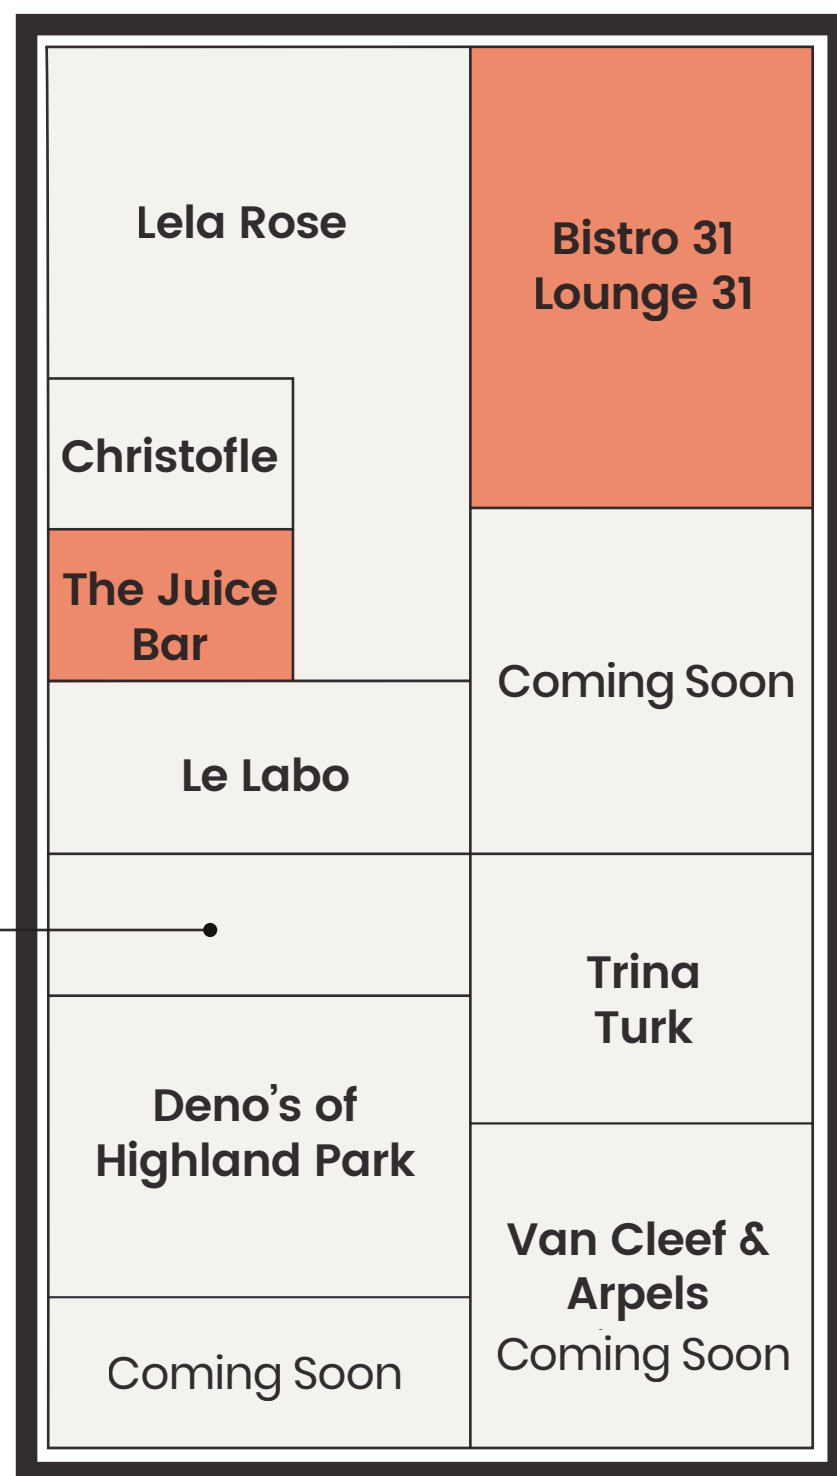 Lela Rose
Bistro 31
Lounge 31
Christofle
The Juice
Bar
Coming Soon
Le Labo
Trina
Turk
Deno’s of
Highland Park
Van Cleef &
Arpels
Coming Soon
Coming Soon